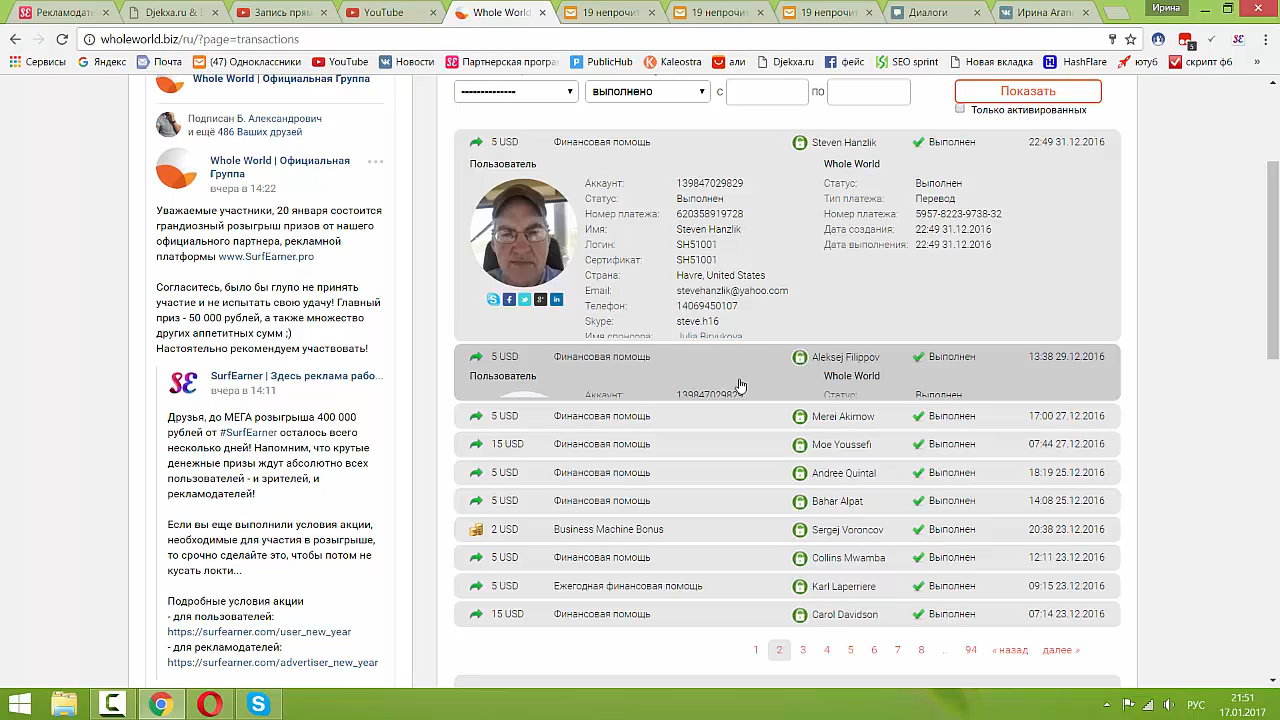 Рекламодат
Djekxa.ru & E
Запись прям
YouTube
Whole World
19 непрочит
19 непрочит
19 непрочит
Диалоги
Ирина Aran
Ирина
wholeworld.biz/ru/?page=transactions
Сервисы
Яндекс
Почта
(47) Одноклассники
YouTube
Новости
Партнерская програ
PublicHub
Kaleostra
али
Djekxa.ru
фейс
SEO sprint
Новая вкладка
HashFlare
ютуб
скрипт фб
»
Whole World | Официальная Группа
Подписан Б. Александрович
и ещё 486 Ваших друзей
Whole World | Официальная
Группа
вчера в 14:22
Уважаемые участники, 20 января состоится
грандиозный розыгрыш призов от нашего
официального партнера, рекламной
платформы www.SurfEarner.pro
Согласитесь, было бы глупо не принять
участие и не испытать свою удачу! Главный
приз - 50 000 рублей, а также множество
других аппетитных сумм ;)
Настоятельно рекомендуем участвовать!
SurfEarner | Здесь реклама рабо...
вчера в 14:11
Друзья, до МЕГА розыгрыша 400 000
рублей от #SurfEarner осталось всего
несколько дней! Напомним, что крутые
денежные призы ждут абсолютно всех
пользователей - и зрителей, и
рекламодателей!
Если вы еще выполнили условия акции,
необходимые для участия в розыгрыше,
то срочно сделайте это, чтобы потом не
кусать локти...
Подробные условия акции
- для пользователей:
https://surfearner.com/user_new_year
- для рекламодателей:
https://surfearner.com/advertiser_new_year
-------------- выполнено с по Показать
Только активированных
5 USD Финансовая помощь Steven Hanzlik Выполнен 22:49 31.12.2016
Пользователь Whole World
Аккаунт: 139847029829 Статус: Выполнен
Статус: Выполнен Тип платежа: Перевод
Номер платежа: 620358919728 Номер платежа: 5957-8223-9738-32
Имя: Steven Hanzlik Дата создания: 22:49 31.12.2016
Логин: SH51001 Дата выполнения: 22:49 31.12.2016
Сертификат: SH51001
Страна: Havre, United States
Email: stevehanzlik@yahoo.com
Телефон: 14069450107
Skype: steve.h16
Имя спонсора: Julia Biryukova
5 USD Финансовая помощь Aleksej Filippov Выполнен 13:38 29.12.2016
Пользователь Whole World
Аккаунт: 139847029829 Статус: Выполнен
5 USD Финансовая помощь Merei Akimow Выполнен 17:00 27.12.2016
15 USD Финансовая помощь Moe Youssefi Выполнен 07:44 27.12.2016
5 USD Финансовая помощь Andree Quintal Выполнен 18:19 25.12.2016
5 USD Финансовая помощь Bahar Alpat Выполнен 14:08 25.12.2016
2 USD Business Machine Bonus Sergej Voroncov Выполнен 20:38 23.12.2016
5 USD Финансовая помощь Collins Mwamba Выполнен 12:11 23.12.2016
5 USD Ежегодная финансовая помощь Karl Laperriere Выполнен 09:15 23.12.2016
15 USD Финансовая помощь Carol Davidson Выполнен 07:14 23.12.2016
1 2 3 4 5 6 7 8 .. 94 « назад далее »
РУС
21:51
17.01.2017